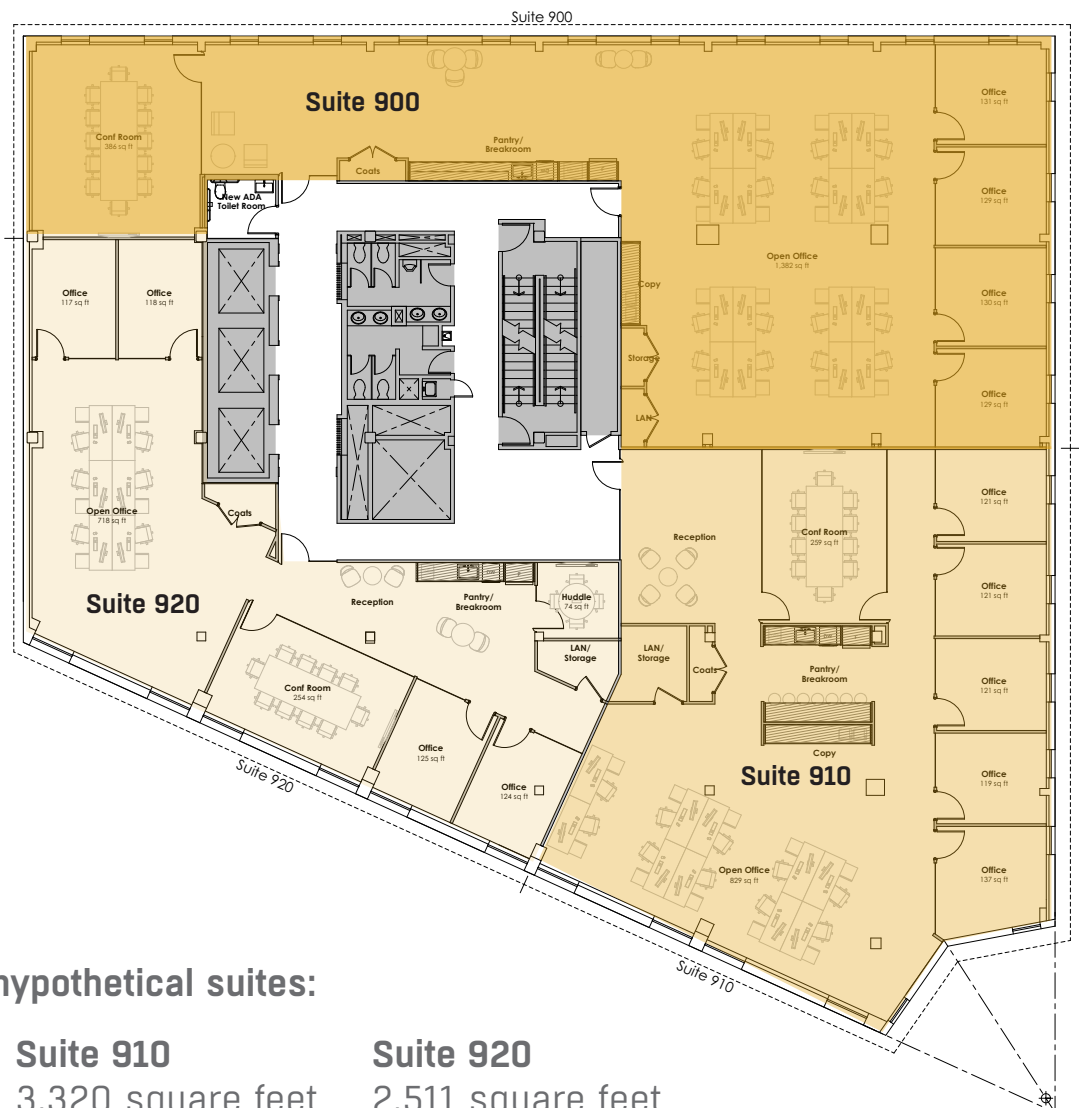 Suite 900
Suite 900
Office
131 sq ft
Conf Room
386 sq ft
Pantry/
Breakroom
Coats
Office
129 sq ft
New ADA
Toilet Room
Open Office
1,382 sq ft
Copy
Office
130 sq ft
Office
117 sq ft
Office
118 sq ft
Storage
Office
129 sq ft
LAN
Office
121 sq ft
Open Office
718 sq ft
Coats
Reception
Conf Room
259 sq ft
Office
121 sq ft
Suite 920
Reception
Pantry/
Breakroom
Huddle
74 sq ft
LAN/
Storage
LAN/
Storage
Coats
Pantry/
Breakroom
Office
121 sq ft
Conf Room
254 sq ft
Office
125 sq ft
Copy
Suite 910
Office
119 sq ft
Suite 920
Office
124 sq ft
Open Office
829 sq ft
Office
137 sq ft
Suite 910
hypothetical suites:
Suite 910
3,320 square feet
Suite 920
2,511 square feet